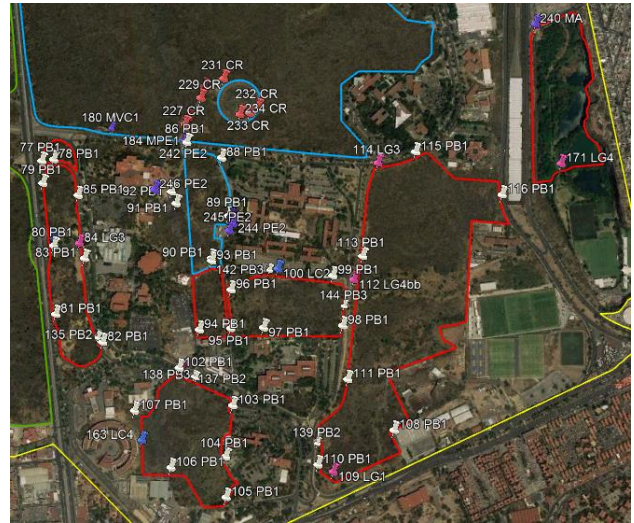 240 MA
231 CR
229 CR
232 CR
234 CR
233 CR
227 CR
180 MVC1
86 PB1
184 MPE1
242 PE2
88 PB1
114 LG3
115 PB1
171 LG4
77 PB1
78 PB1
79 PB1
85 PB1
92 PB
246 PE2
91 PB1
116 PB1
89 PB1
245 PE2
244 PE2
80 PB1
84 LG3
83 PB1
90 PB1
93 PB1
142 PB3
100 LC2
99 PB1
113 PB1
112 LG4bb
96 PB1
144 PB3
81 PB1
135 PB2
82 PB1
94 PB1
95 PB1
97 PB1
98 PB1
102 PB1
138 PB3
137 PB2
111 PB1
107 PB1
103 PB1
163 LC4
108 PB1
104 PB1
139 PB2
106 PB1
110 PB1
109 LG1
105 PB1